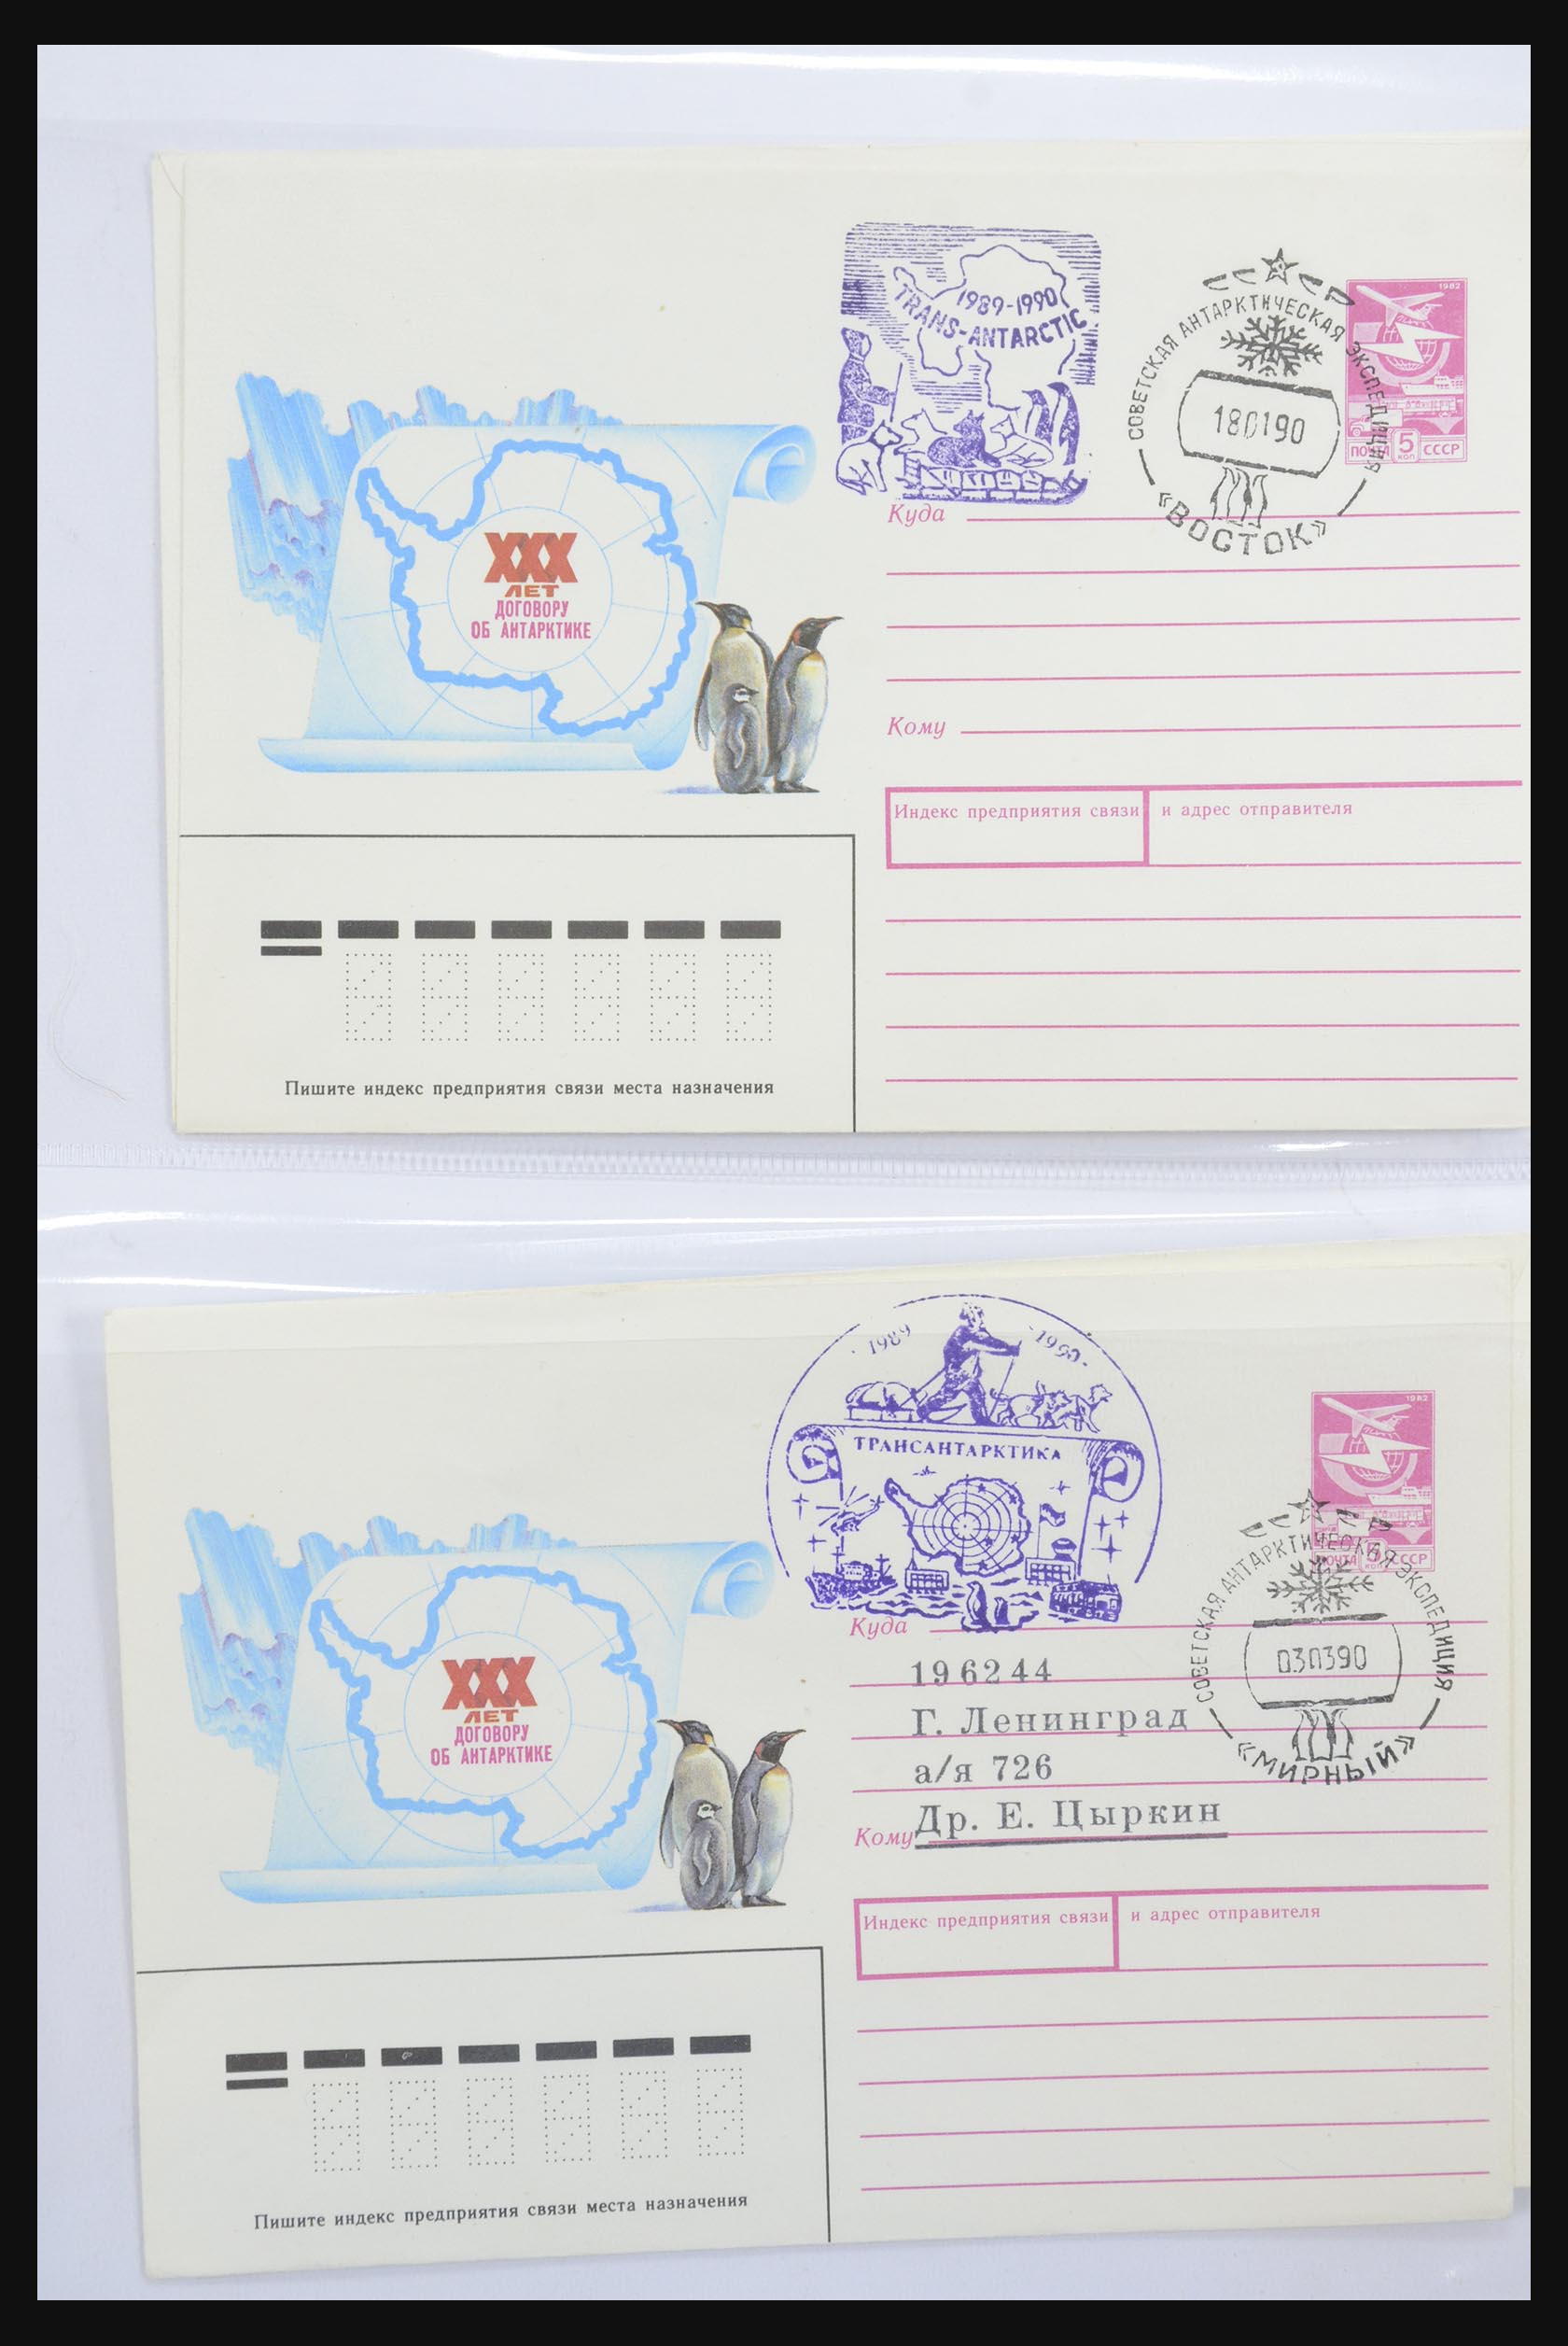 1989-1990
TRANS-ANTARCTIC
СССР
СОВЕТСКАЯ АНТАРКТИЧЕСКАЯ ЭКСПЕДИЦИЯ
180190
«ВОСТОК»
1982
ПОЧТА 5 КОП СССР
XXX
ЛЕТ
ДОГОВОРУ
ОБ АНТАРКТИКЕ
Куда
Кому
Индекс предприятия связи и адрес отправителя
Пишите индекс предприятия связи места назначения
1989 1990
ТРАНСАНТАРКТИКА
1982
ПОЧТА 5 КОП СССР
СССР
СОВЕТСКАЯ АНТАРКТИЧЕСКАЯ ЭКСПЕДИЦИЯ
030390
«МИРНЫЙ»
XXX
ЛЕТ
ДОГОВОРУ
ОБ АНТАРКТИКЕ
Куда
196244
Г. Ленинград
а/я 726
Кому Др. Е. Цыркин
Индекс предприятия связи и адрес отправителя
Пишите индекс предприятия связи места назначения